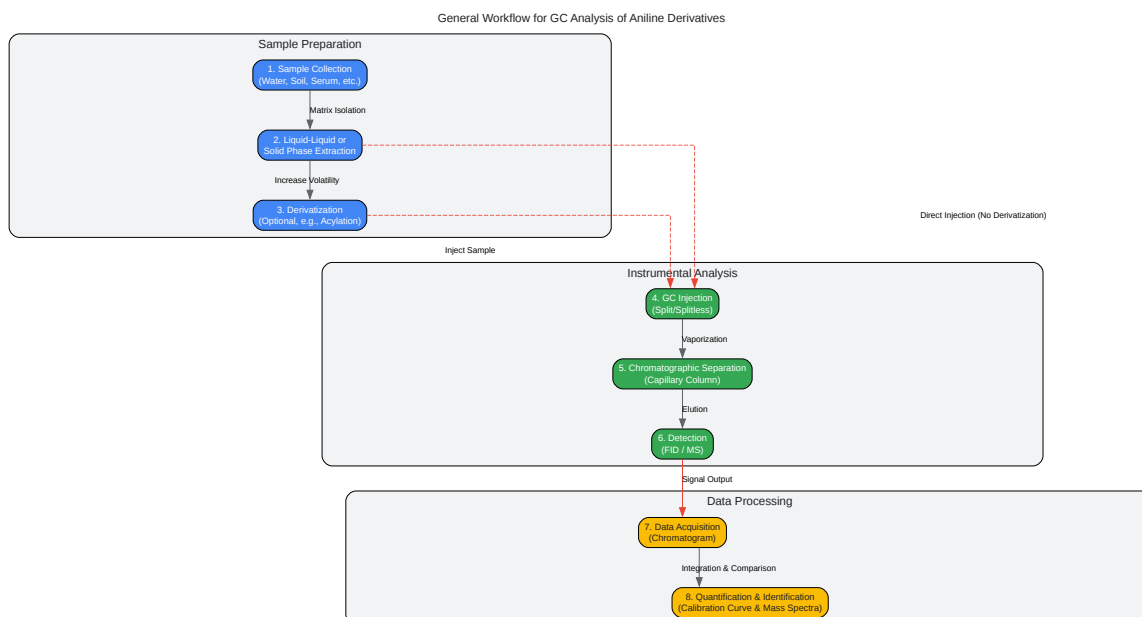 General Workflow for GC Analysis of Aniline Derivatives
Sample Preparation
1. Sample Collection
(Water, Soil, Serum, etc.)
Matrix Isolation
2. Liquid-Liquid or
Solid Phase Extraction
Increase Volatility
3. Derivatization
(Optional, e.g., Acylation)
Direct Injection (No Derivatization)
Inject Sample
Instrumental Analysis
4. GC Injection
(Split/Splitless)
Vaporization
5. Chromatographic Separation
(Capillary Column)
Elution
6. Detection
(FID / MS)
Signal Output
Data Processing
7. Data Acquisition
(Chromatogram)
Integration & Comparison
8. Quantification & Identification
(Calibration Curve & Mass Spectra)